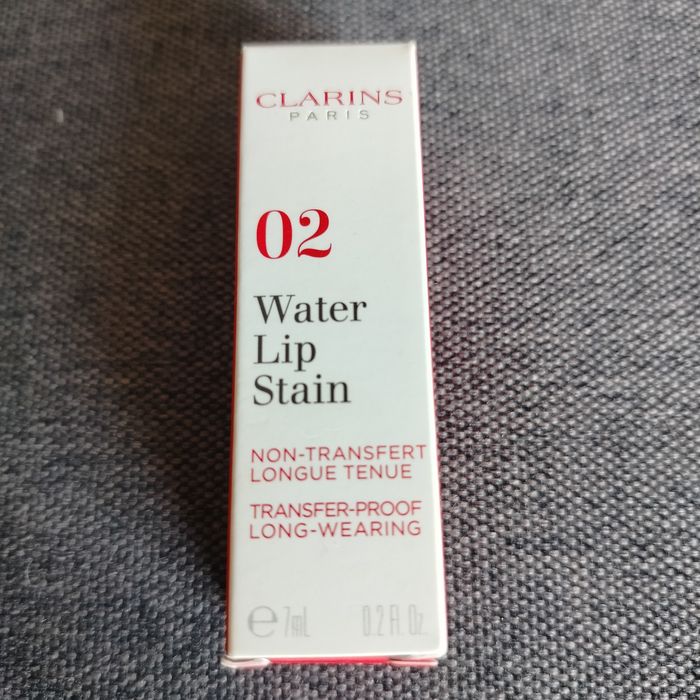 CLARINS
PARIS
02
Water
Lip
Stain
NON-TRANSFERT
LONGUE TENUE
TRANSFER-PROOF
LONG-WEARING
℮ 7mL 0.2 Fl. Oz.